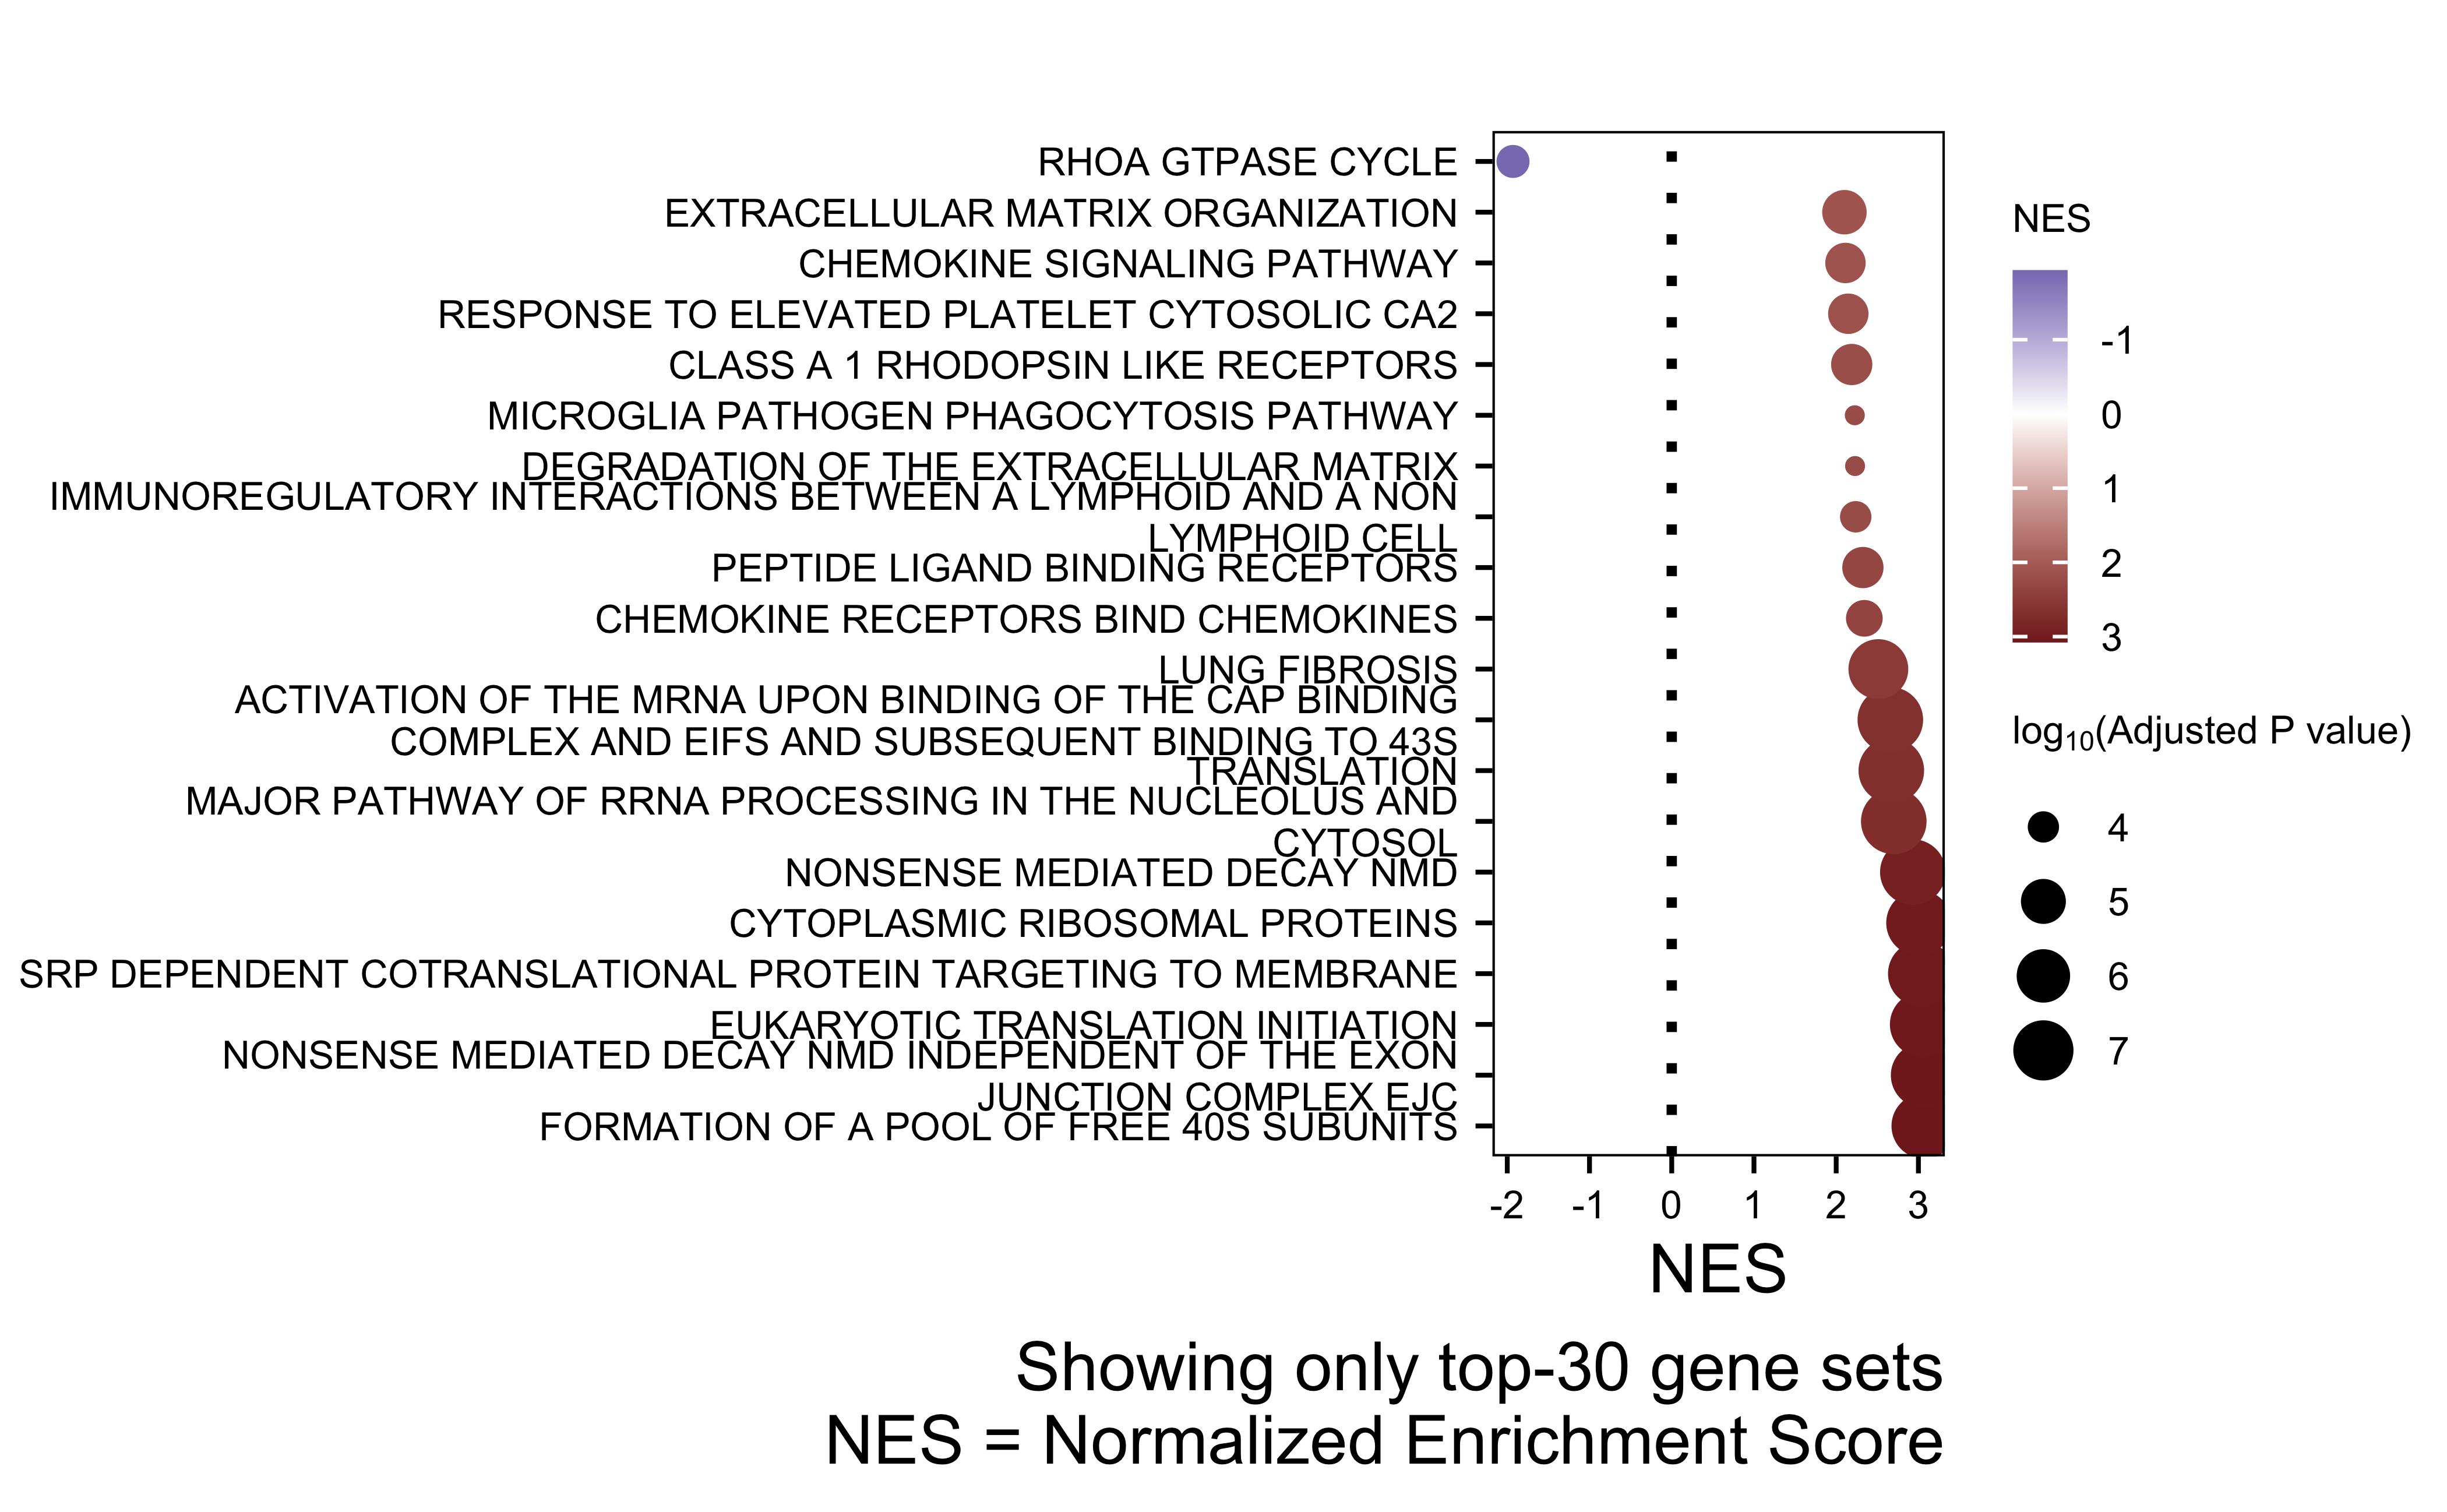 RHOA GTPASE CYCLE
EXTRACELLULAR MATRIX ORGANIZATION
CHEMOKINE SIGNALING PATHWAY
RESPONSE TO ELEVATED PLATELET CYTOSOLIC CA2
CLASS A 1 RHODOPSIN LIKE RECEPTORS
MICROGLIA PATHOGEN PHAGOCYTOSIS PATHWAY
DEGRADATION OF THE EXTRACELLULAR MATRIX
IMMUNOREGULATORY INTERACTIONS BETWEEN A LYMPHOID AND A NON
LYMPHOID CELL
PEPTIDE LIGAND BINDING RECEPTORS
CHEMOKINE RECEPTORS BIND CHEMOKINES
LUNG FIBROSIS
ACTIVATION OF THE MRNA UPON BINDING OF THE CAP BINDING
COMPLEX AND EIFS AND SUBSEQUENT BINDING TO 43S
TRANSLATION
MAJOR PATHWAY OF RRNA PROCESSING IN THE NUCLEOLUS AND
CYTOSOL
NONSENSE MEDIATED DECAY NMD
CYTOPLASMIC RIBOSOMAL PROTEINS
SRP DEPENDENT COTRANSLATIONAL PROTEIN TARGETING TO MEMBRANE
EUKARYOTIC TRANSLATION INITIATION
NONSENSE MEDIATED DECAY NMD INDEPENDENT OF THE EXON
JUNCTION COMPLEX EJC
FORMATION OF A POOL OF FREE 40S SUBUNITS
-2 -1 0 1 2 3
NES
Showing only top-30 gene sets
NES = Normalized Enrichment Score
NES
-1
0
1
2
3
log10(Adjusted P value)
4
5
6
7